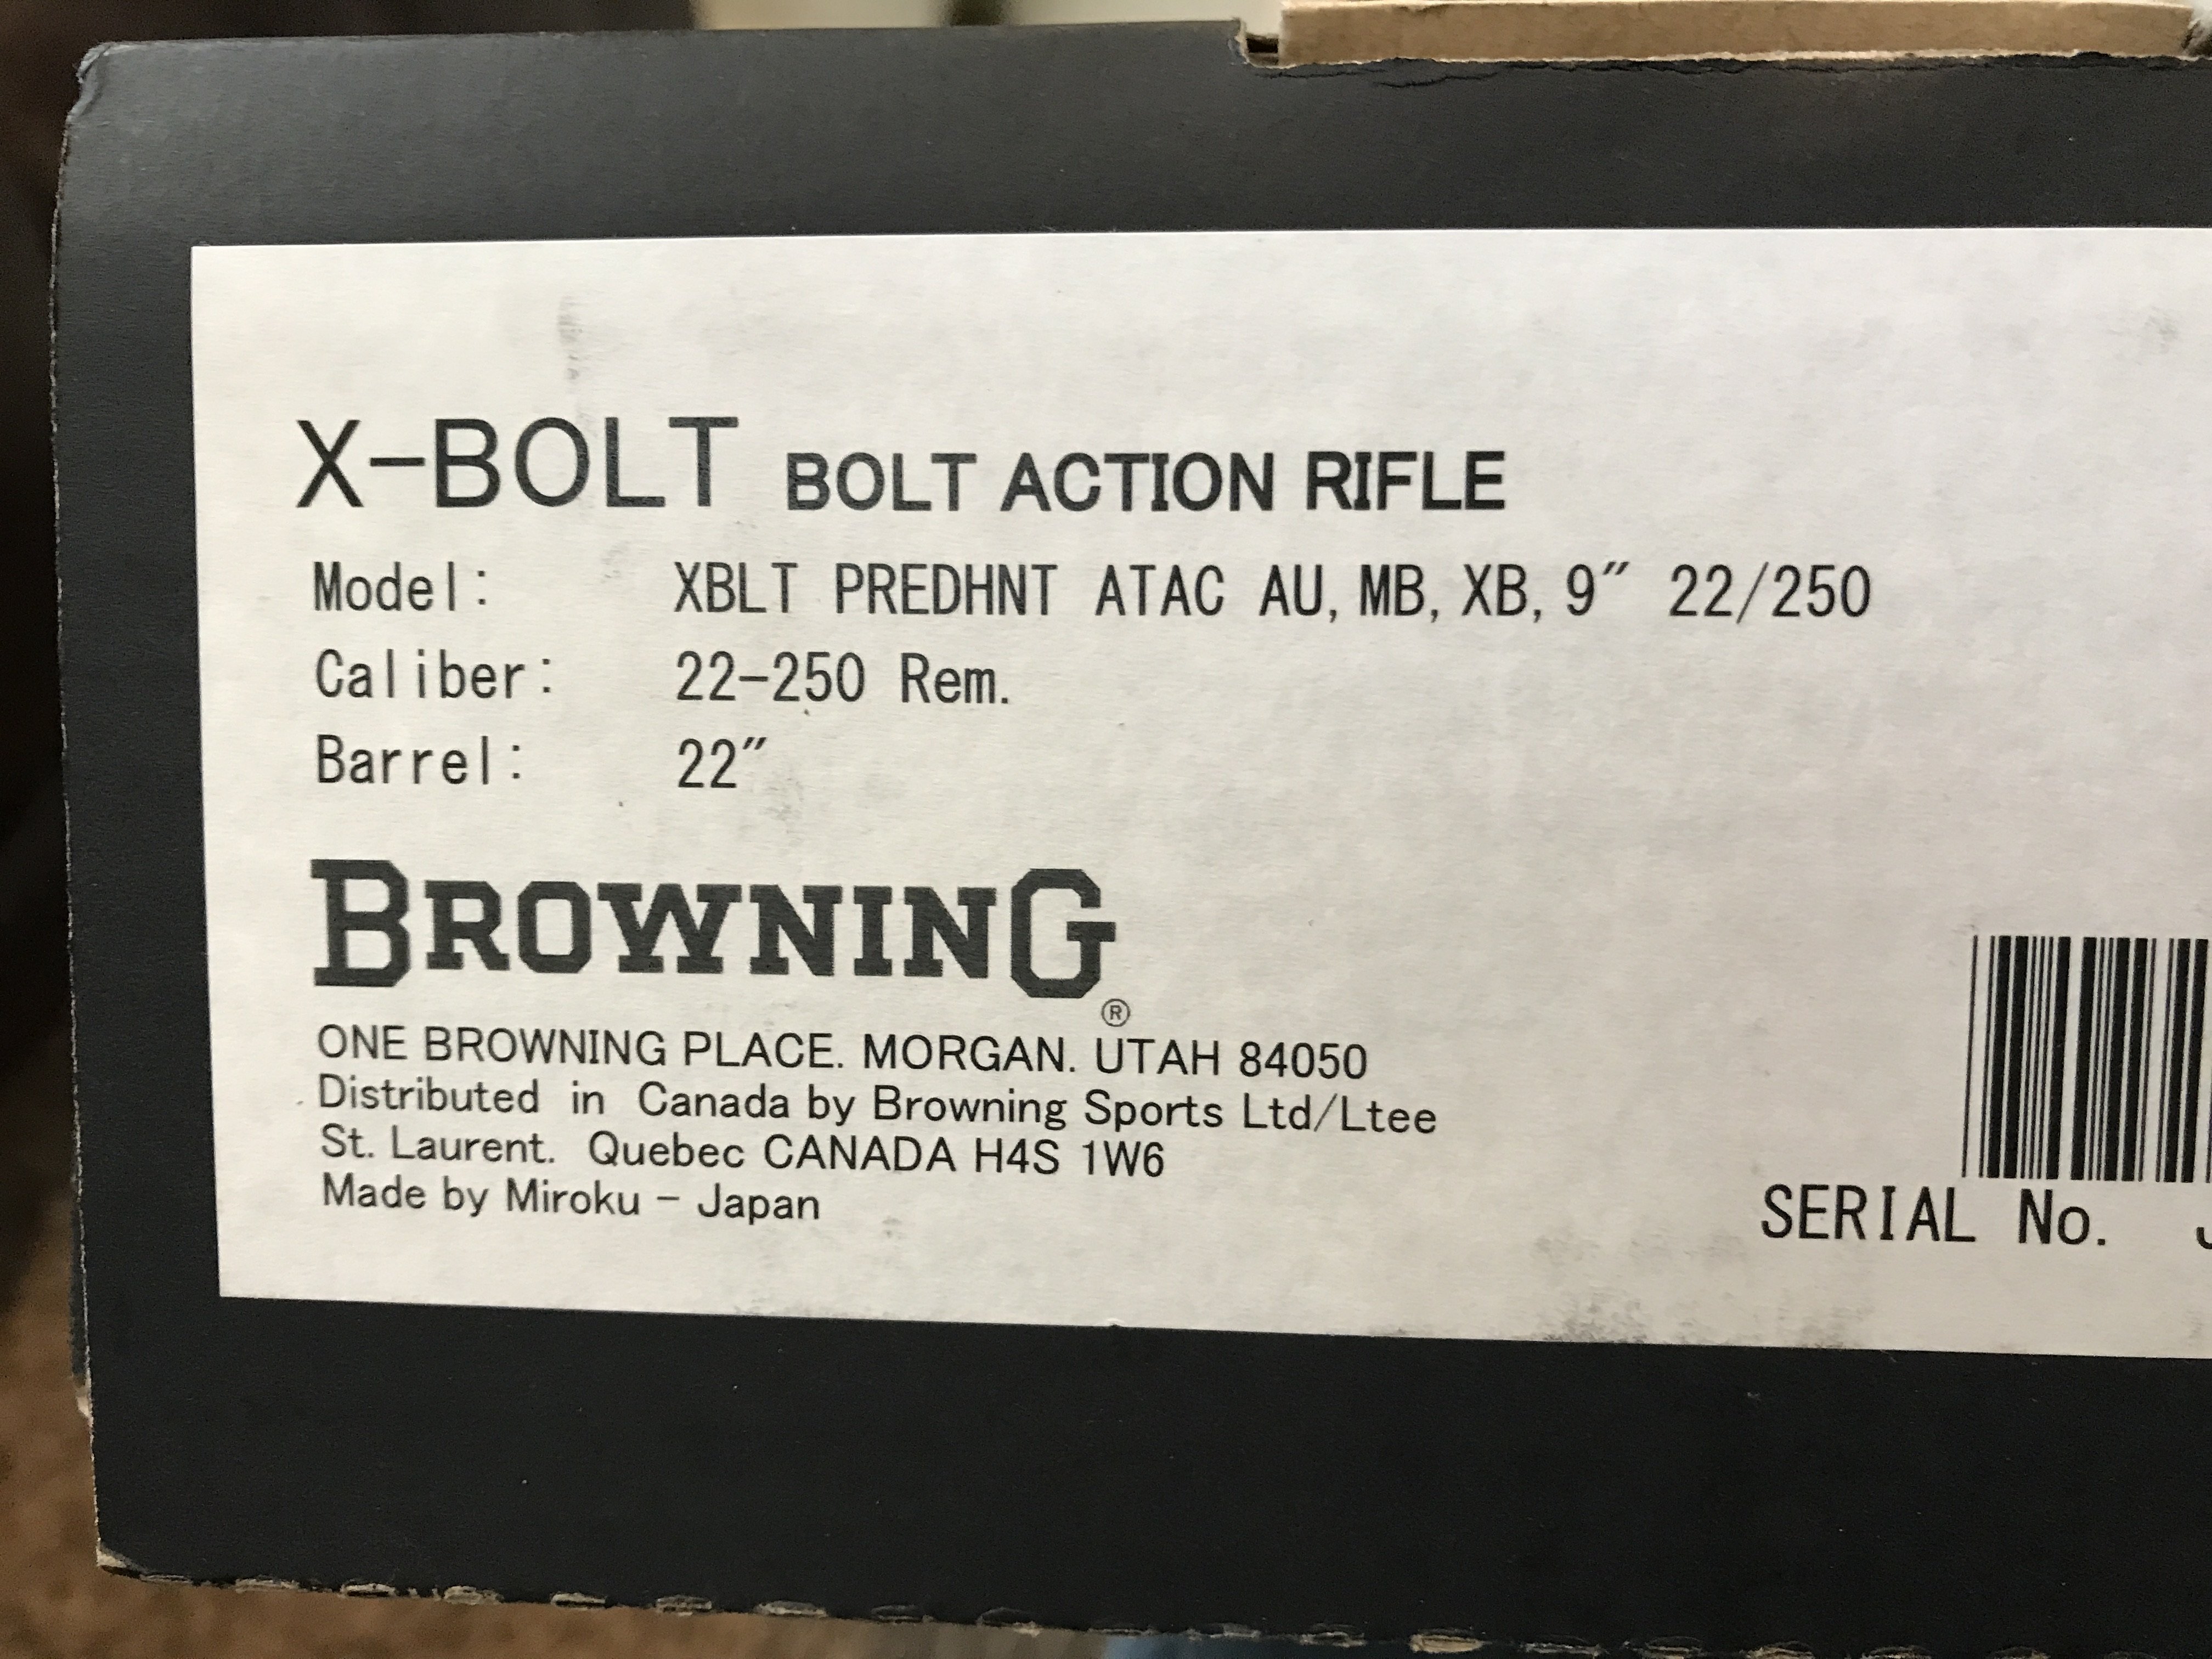 X-BOLT BOLT ACTION RIFLE
Model: XBLT PREDHNT ATAC AU, MB, XB, 9" 22/250
Caliber: 22-250 Rem.
Barrel: 22"
BROWNING®
ONE BROWNING PLACE. MORGAN. UTAH 84050
Distributed in Canada by Browning Sports Ltd/Ltee
St. Laurent. Quebec CANADA H4S 1W6
Made by Miroku - Japan
SERIAL No.